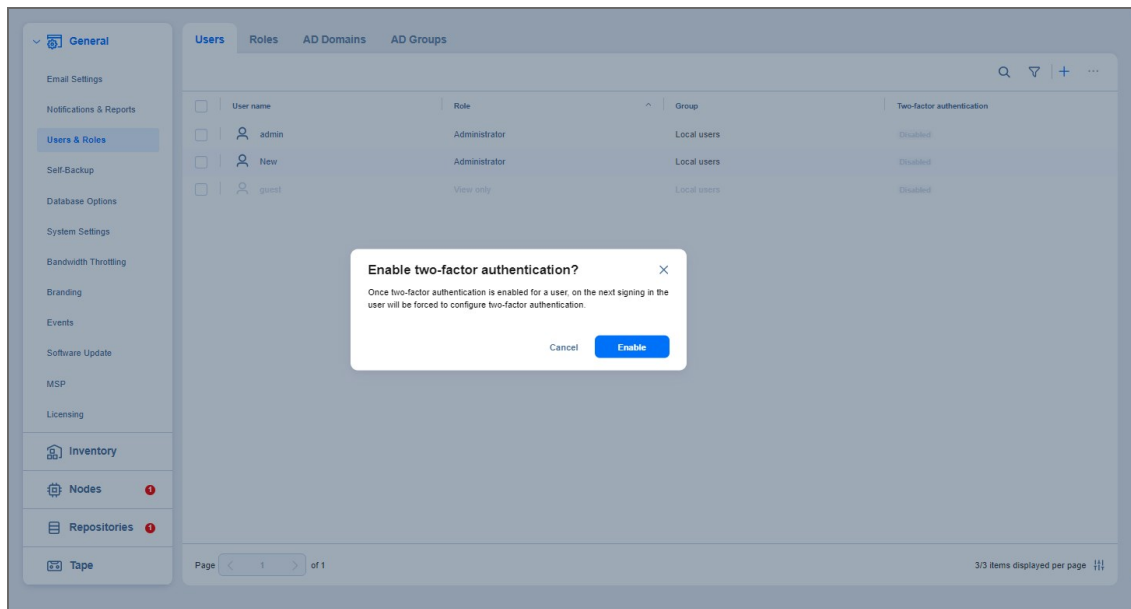 General
Email Settings
Notifications & Reports
Users & Roles
Self-Backup
Database Options
System Settings
Bandwidth Throttling
Branding
Events
Software Update
MSP
Licensing
Inventory
Nodes 1
Repositories 1
Tape
Users Roles AD Domains AD Groups
User name Role Group Two-factor authentication
admin Administrator Local users Disabled
New Administrator Local users Disabled
guest View only Local users Disabled
Enable two-factor authentication?
Once two-factor authentication is enabled for a user, on the next signing in the
user will be forced to configure two-factor authentication.
Cancel Enable
Page 1 of 1 3/3 items displayed per page